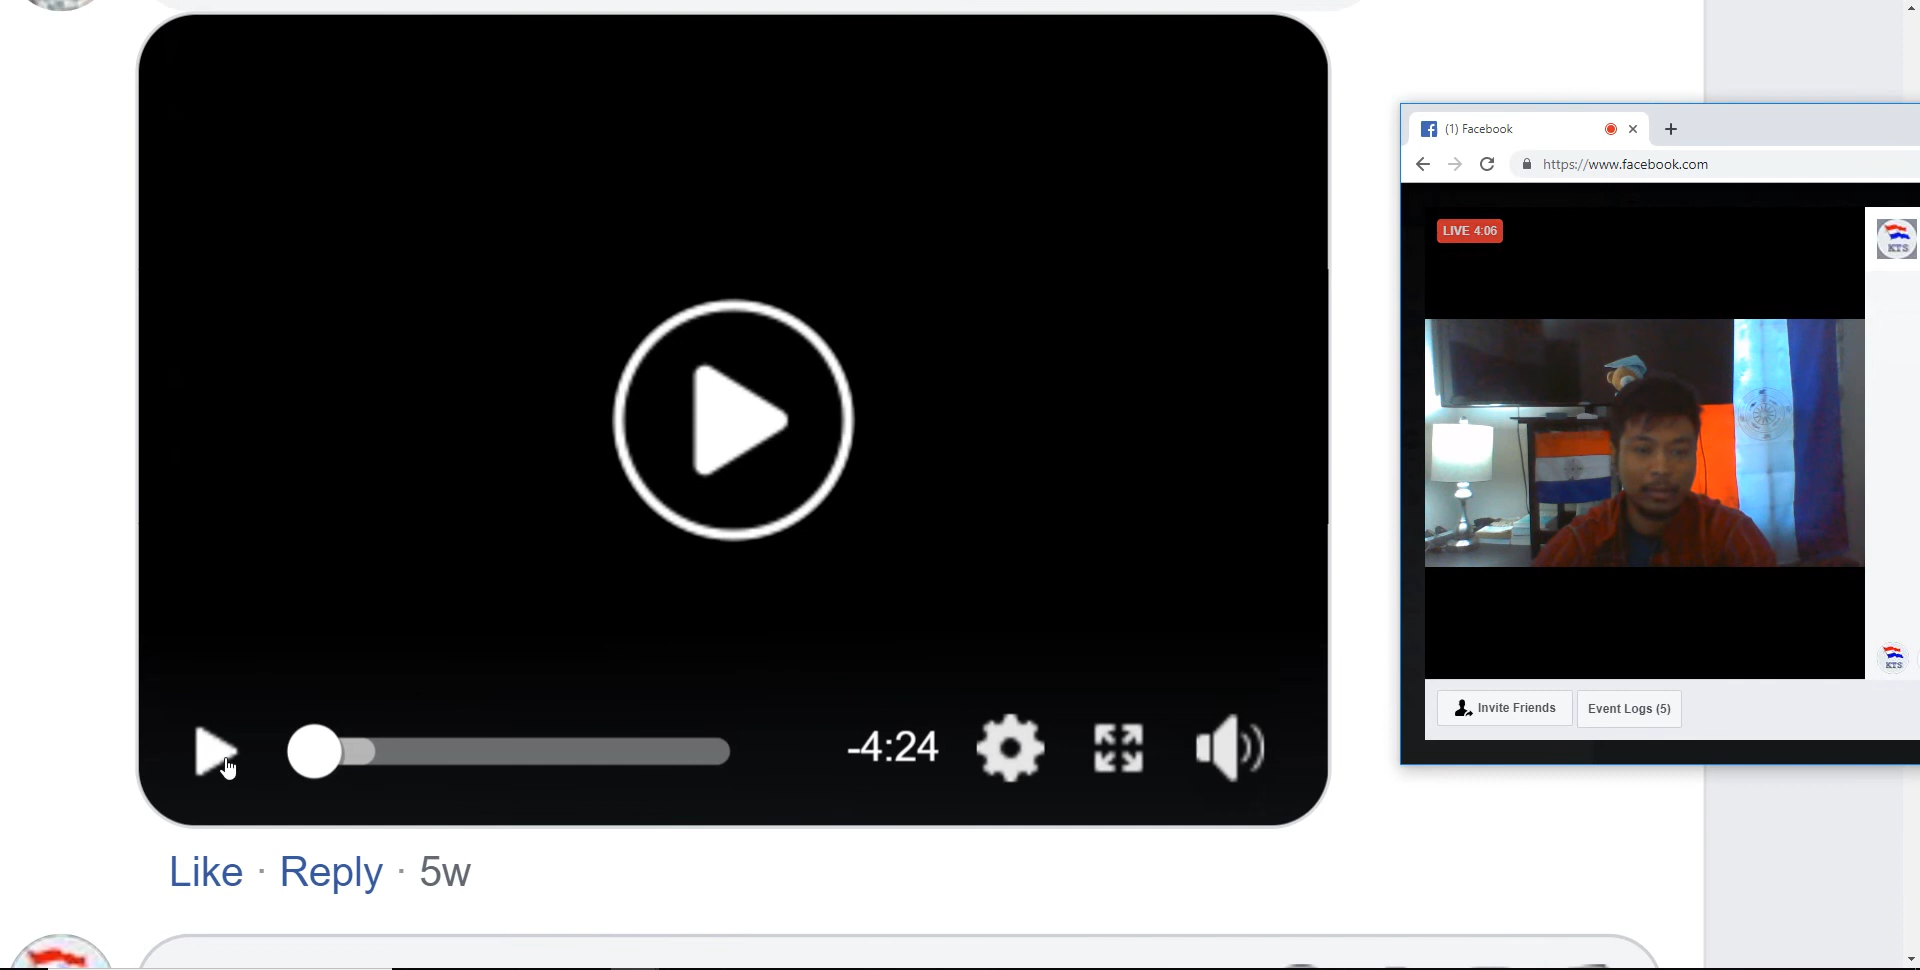 -4:24
Like · Reply · 5w
(1) Facebook
https://www.facebook.com
LIVE 4:06
KTS
KTS
Invite Friends
Event Logs (5)